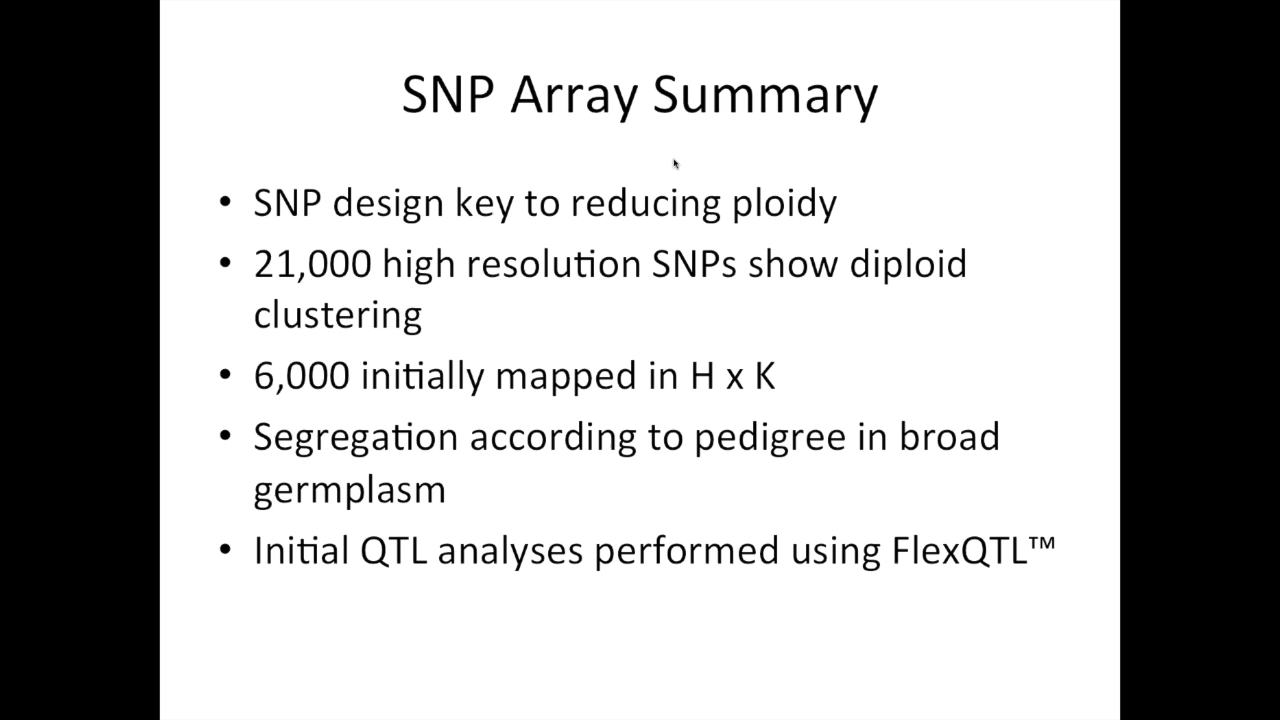 SNP Array Summary
• SNP design key to reducing ploidy
• 21,000 high resolution SNPs show diploid
clustering
• 6,000 initially mapped in H x K
• Segregation according to pedigree in broad
germplasm
• Initial QTL analyses performed using FlexQTL™